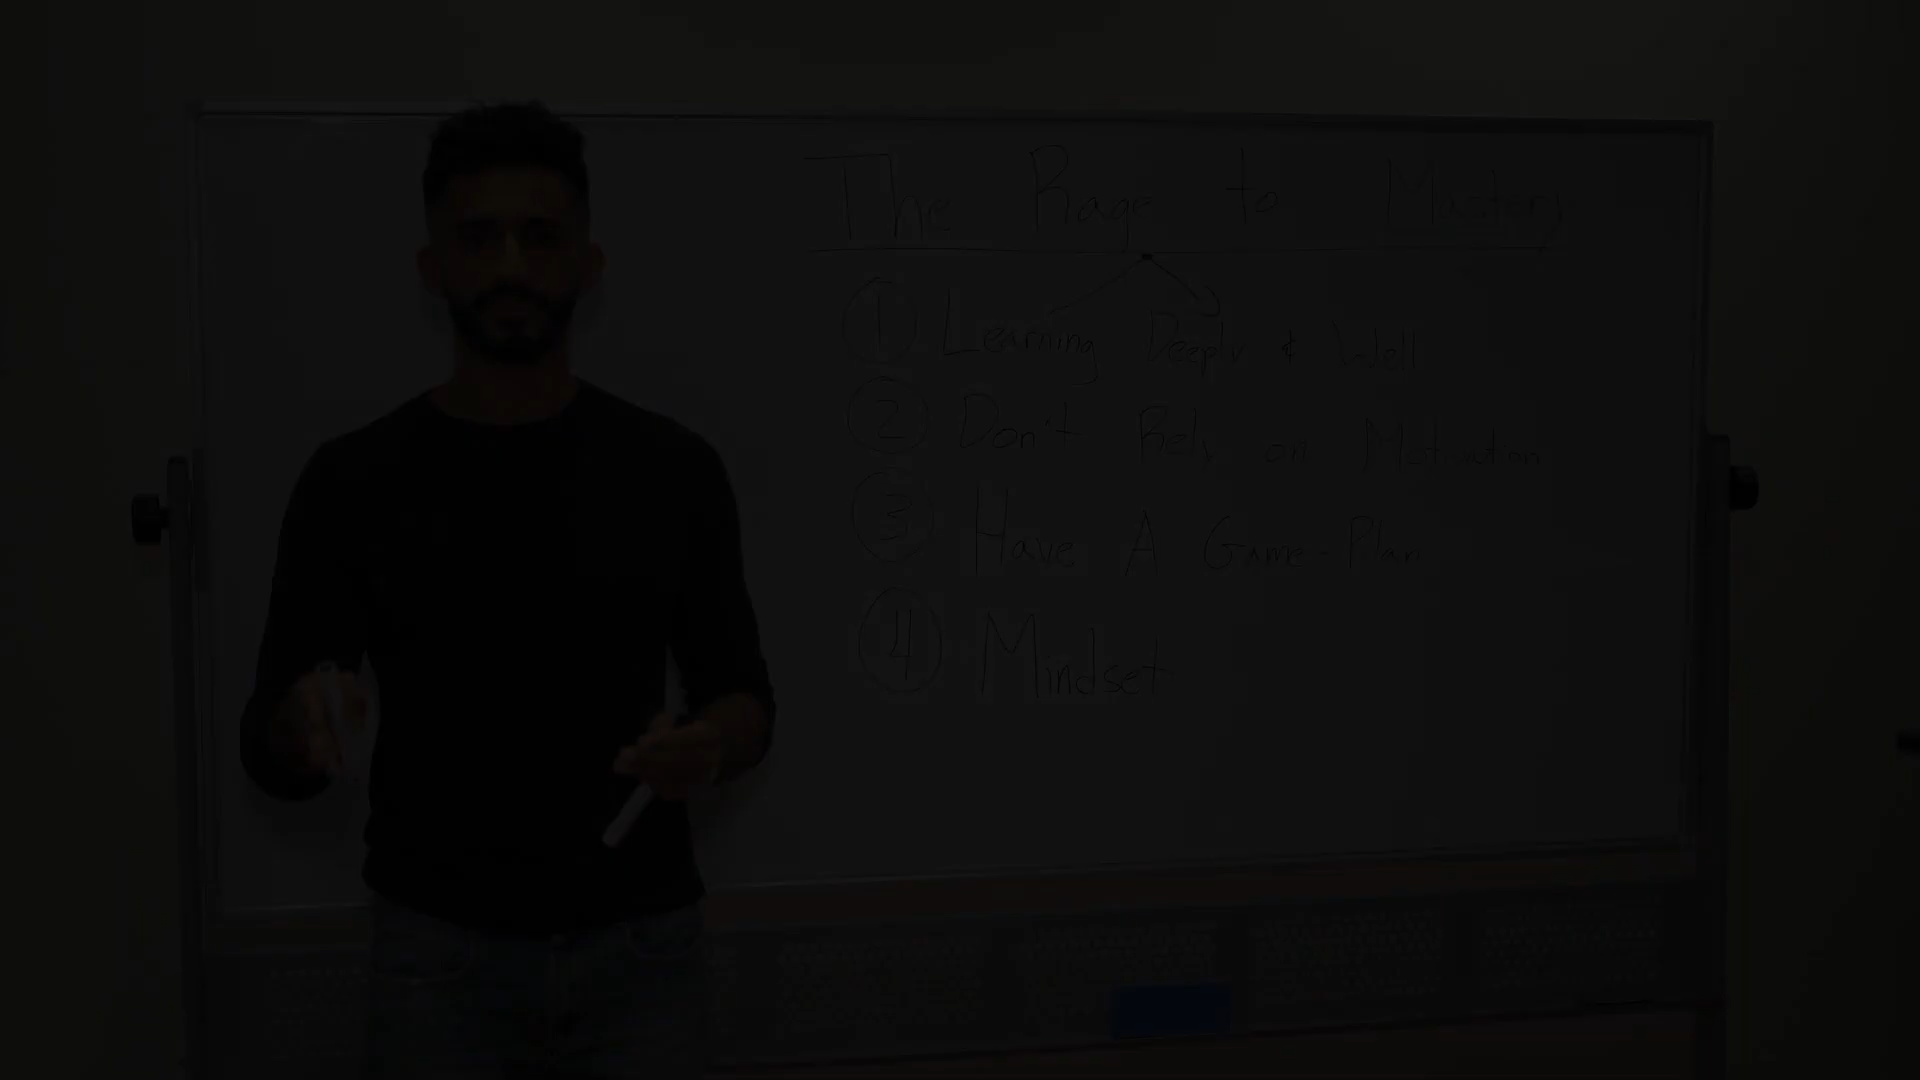 The Rage to Mastery
1 Learning Deeply & Well
2 Don't Rely on Motivation
3 Have A Game-Plan
4 Mindset